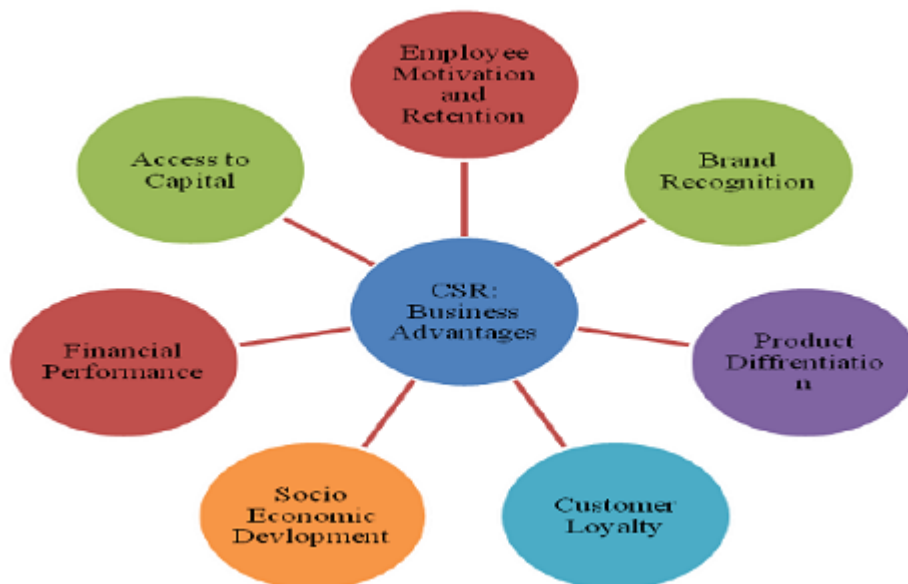 Employee
Motivation
and
Retention
Access to
Capital
Brand
Recognition
CSR:
Business
Advantages
Financial
Performance
Product
Diffrentiatio
n
Socio
Economic
Devlopment
Customer
Loyalty